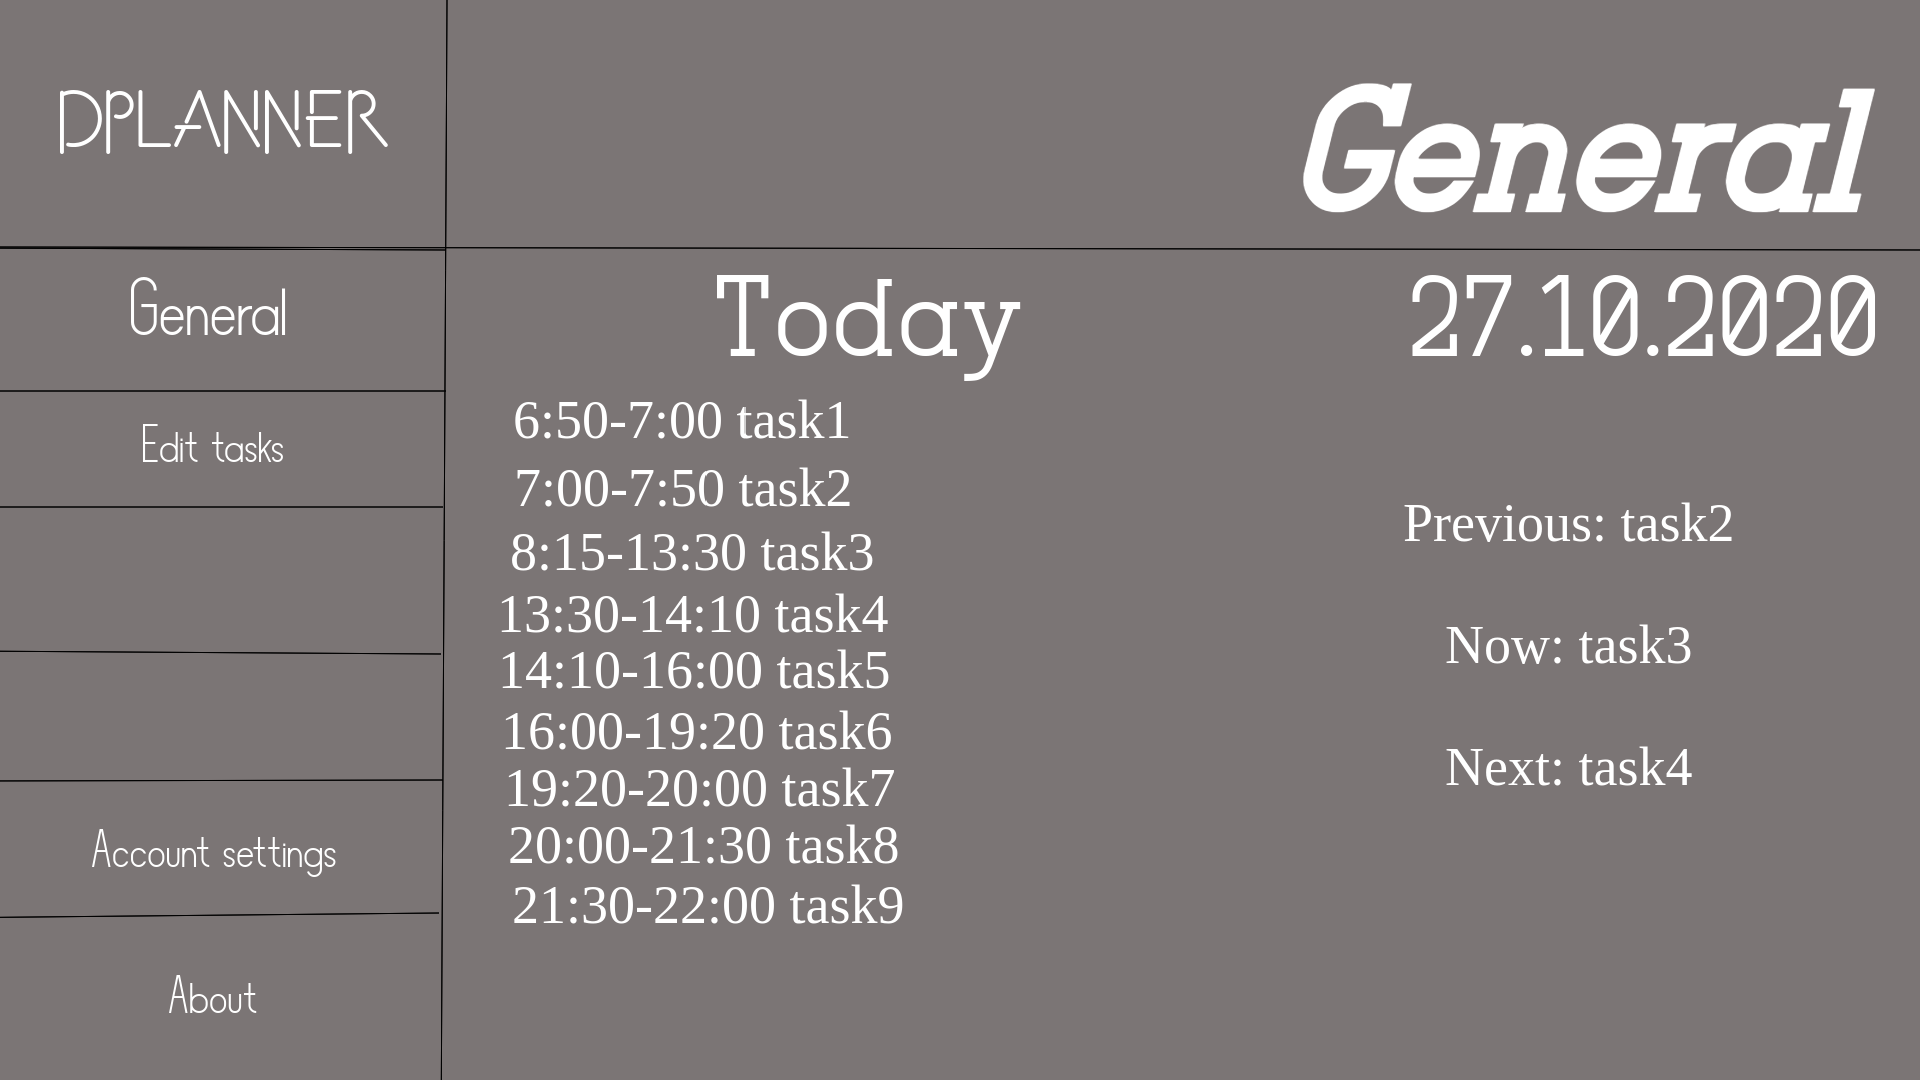 DPLANNER
General
General
Edit tasks
Account settings
About
Today
27.10.2020
6:50-7:00 task1
7:00-7:50 task2
8:15-13:30 task3
13:30-14:10 task4
14:10-16:00 task5
16:00-19:20 task6
19:20-20:00 task7
20:00-21:30 task8
21:30-22:00 task9
Previous: task2
Now: task3
Next: task4